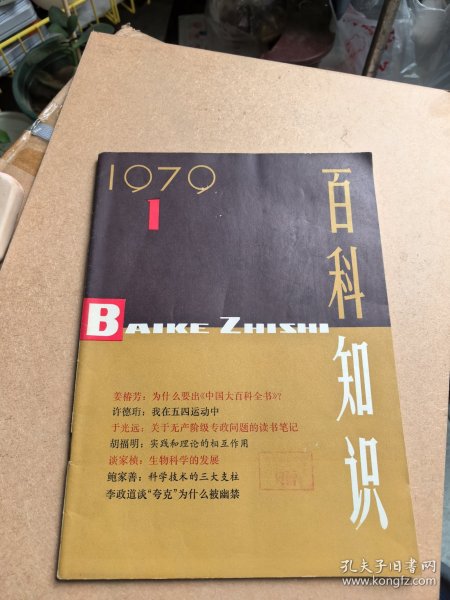 1979
1
百科知识
BAIKE ZHISHI
姜椿芳：为什么要出《中国大百科全书》？
许德珩：我在五四运动中
于光远：关于无产阶级专政问题的读书笔记
胡福明：实践和理论的相互作用
谈家桢：生物科学的发展
鲍家善：科学技术的三大支柱
李政道谈“夸克”为什么被幽禁
孔夫子旧书网
www.kongfz.com